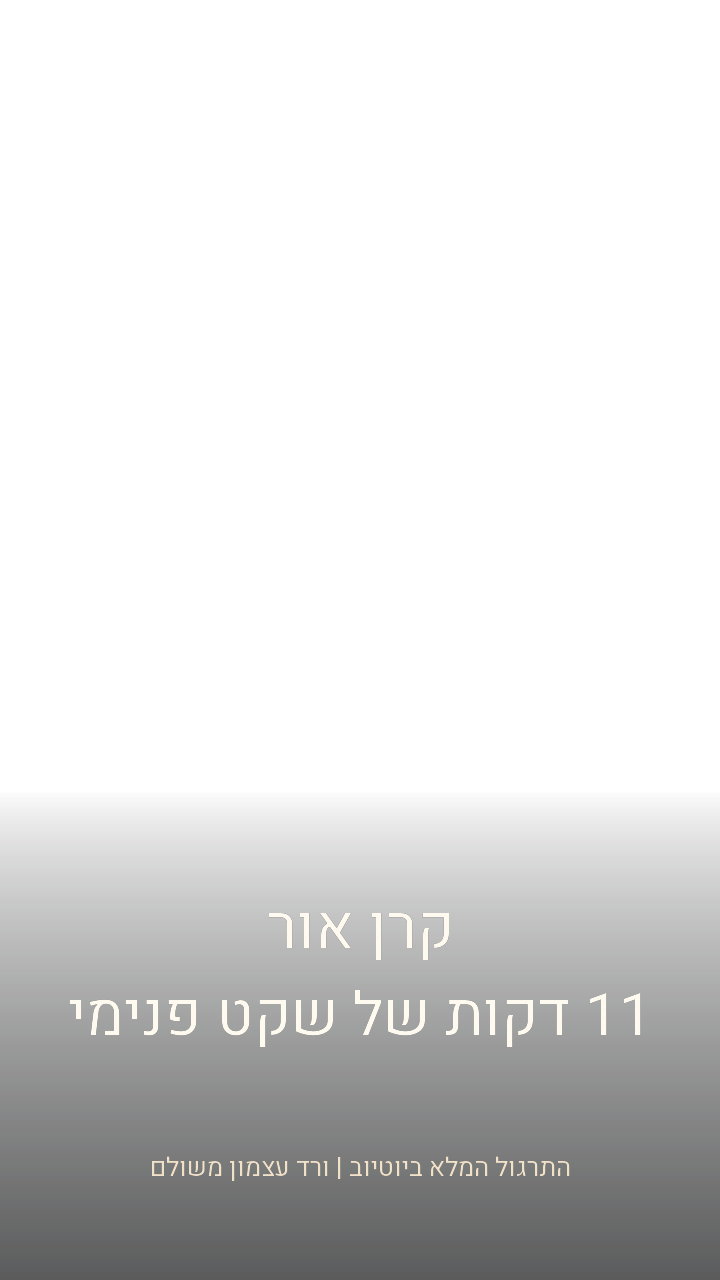 קרן אור
11 דקות של שקט פנימי
התרגול המלא ביוטיוב | ורד עצמון משולם